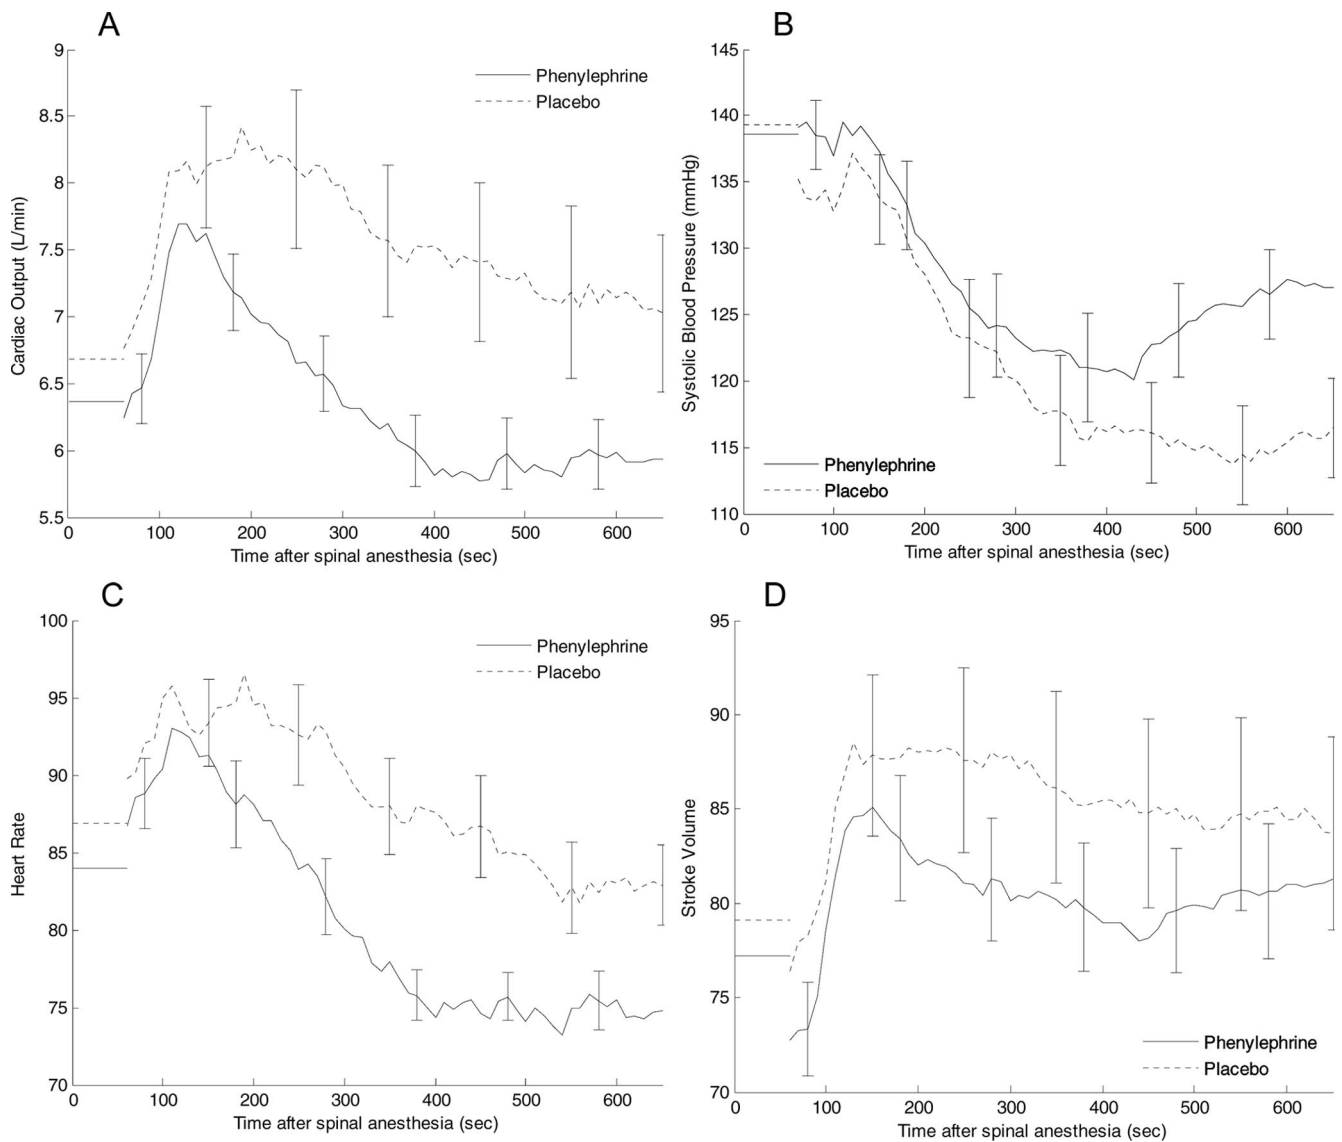 A
Cardiac Output (L/min)
9
8.5
8
7.5
7
6.5
6
5.5
0 100 200 300 400 500 600
Time after spinal anesthesia (sec)
Phenylephrine
Placebo
B
Systolic Blood Pressure (mmHg)
145
140
135
130
125
120
115
110
0 100 200 300 400 500 600
Time after spinal anesthesia (sec)
Phenylephrine
Placebo
C
Heart Rate
100
95
90
85
80
75
70
0 100 200 300 400 500 600
Time after spinal anesthesia (sec)
Phenylephrine
Placebo
D
Stroke Volume
95
90
85
80
75
70
0 100 200 300 400 500 600
Time after spinal anesthesia (sec)
Phenylephrine
Placebo